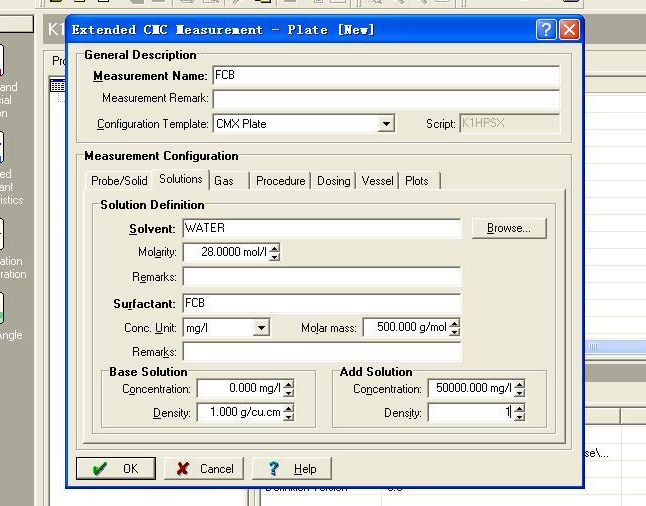 Extended CMC Measurement - Plate [New]
K1
General Description
Measurement Name: FCB
Measurement Remark:
Configuration Template: CMX Plate Script: K1HPSX
Measurement Configuration
Probe/Solid Solutions Gas Procedure Dosing Vessel Plots
Solution Definition
Solvent: WATER Browse...
Molarity: 28.0000 mol/l
Remarks:
Surfactant: FCB
Conc. Unit: mg/l Molar mass: 500.000 g/mol
Remarks:
Base Solution Add Solution
Concentration: 0.000 mg/l Concentration: 50000.000 mg/l
Density: 1.000 g/cu.cm Density: 1
OK Cancel Help